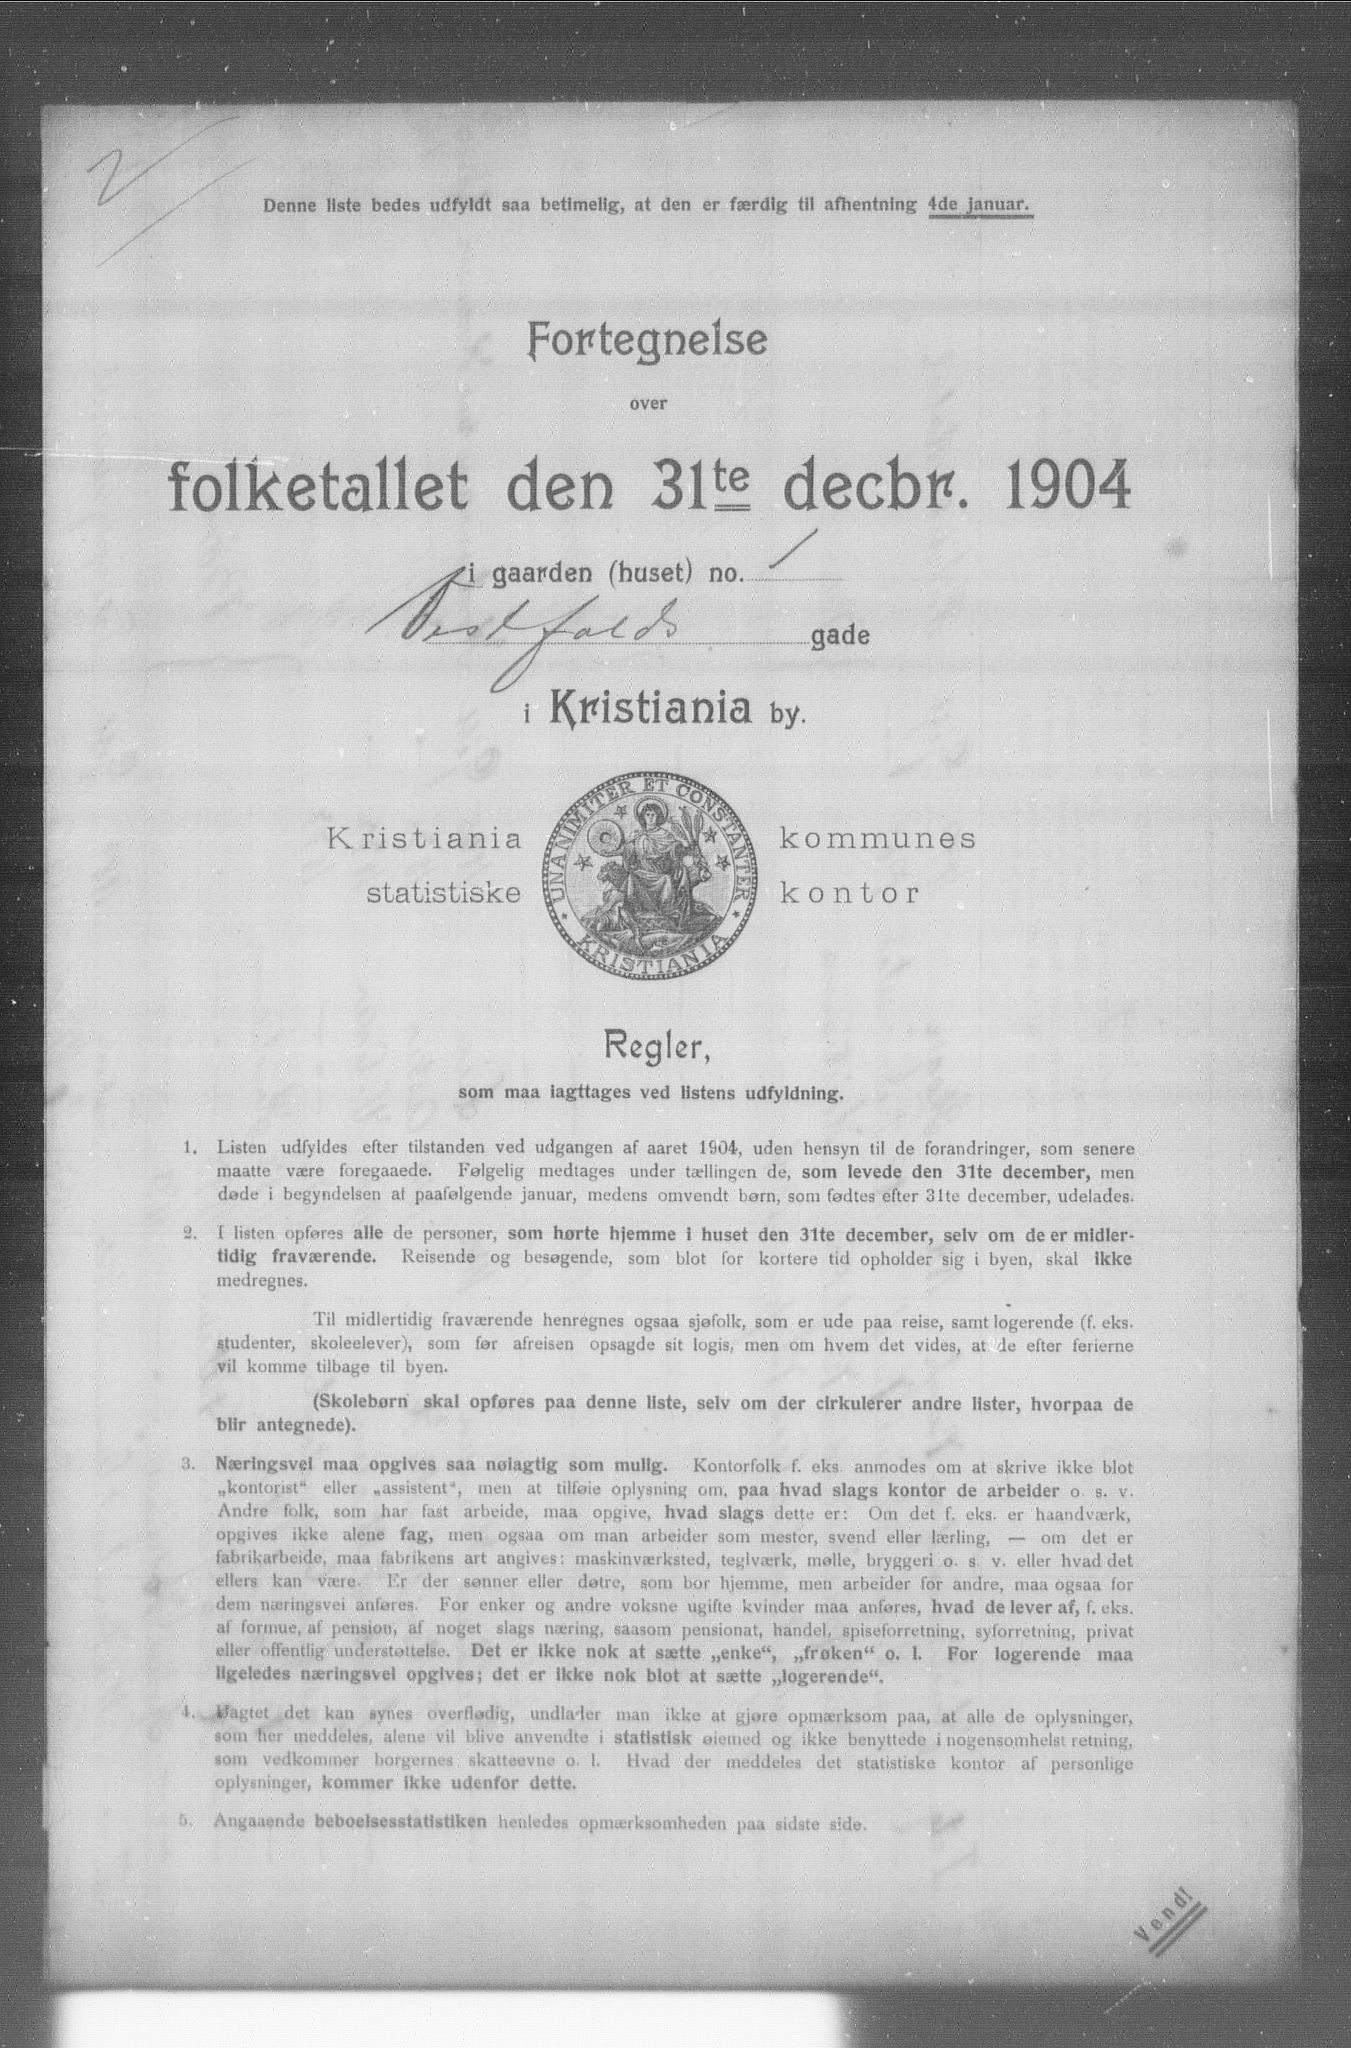 2
Denne liste bedes udfyldt saa betimelig, at den er færdig til afhentning 4de januar.
Fortegnelse
over
folketallet den 31te decbr. 1904
i gaarden (huset) no. 1
Vestfolds gade
i Kristiania by.
UNANIMITER ET CONSTANTER
KRISTIANIA
Kristiania kommunes
statistiske kontor
Regler,
som maa iagttages ved listens udfyldning.
1. Listen udfyldes efter tilstanden ved udgangen af aaret 1904, uden hensyn til de forandringer, som senere
maatte være foregaaede. Følgelig medtages under tællingen de, som levede den 31te december, men
døde i begyndelsen af paafølgende januar, medens omvendt børn, som fødtes efter 31te december, udelades.
2. I listen opføres alle de personer, som hørte hjemme i huset den 31te december, selv om de er midler-
tidig fraværende. Reisende og besøgende, som blot for kortere tid opholder sig i byen, skal ikke
medregnes.
Til midlertidig fraværende henregnes ogsaa sjøfolk, som er ude paa reise, samt logerende (f. eks.
studenter, skoleelever), som før afreisen opsagde sit logis, men om hvem det vides, at de efter ferierne
vil komme tilbage til byen.
(Skolebørn skal opføres paa denne liste, selv om der cirkulerer andre lister, hvorpaa de
blir antegnede).
3. Næringsvei maa opgives saa nøiagtig som mulig. Kontorfolk f. eks. anmodes om at skrive ikke blot
„kontorist“ eller „assistent“, men at tilføie oplysning om, paa hvad slags kontor de arbeider o. s. v.
Andre folk, som har fast arbeide, maa opgive, hvad slags dette er: Om det f. eks. er haandværk,
opgives ikke alene fag, men ogsaa om man arbeider som mester, svend eller lærling, — om det er
fabrikarbeide, maa fabrikens art angives: maskinværksted, teglværk, mølle, bryggeri o. s. v. eller hvad det
ellers kan være. Er der sønner eller døtre, som bor hjemme, men arbeider for andre, maa ogsaa for
dem næringsvei anføres. For enker og andre voksne ugifte kvinder maa anføres, hvad de lever af, f. eks.
af formue, af pension, af noget slags næring, saasom pensionat, handel, spiseforretning, syforretning, privat
eller offentlig understøttelse. Det er ikke nok at sætte „enke“, „frøken“ o. l. For logerende maa
ligeledes næringsvei opgives; det er ikke nok blot at sætte „logerende“.
4. Uagtet det kan synes overflødig, undlader man ikke at gjøre opmærksom paa, at alle de oplysninger,
som her meddeles, alene vil blive anvendte i statistisk øiemed og ikke benyttede i nogensomhelst retning,
som vedkommer borgernes skatteevne o. l. Hvad der meddeles det statistiske kontor af personlige
oplysninger, kommer ikke udenfor dette.
5. Angaaende beboelsesstatistiken henledes opmærksomheden paa sidste side.
Vend!